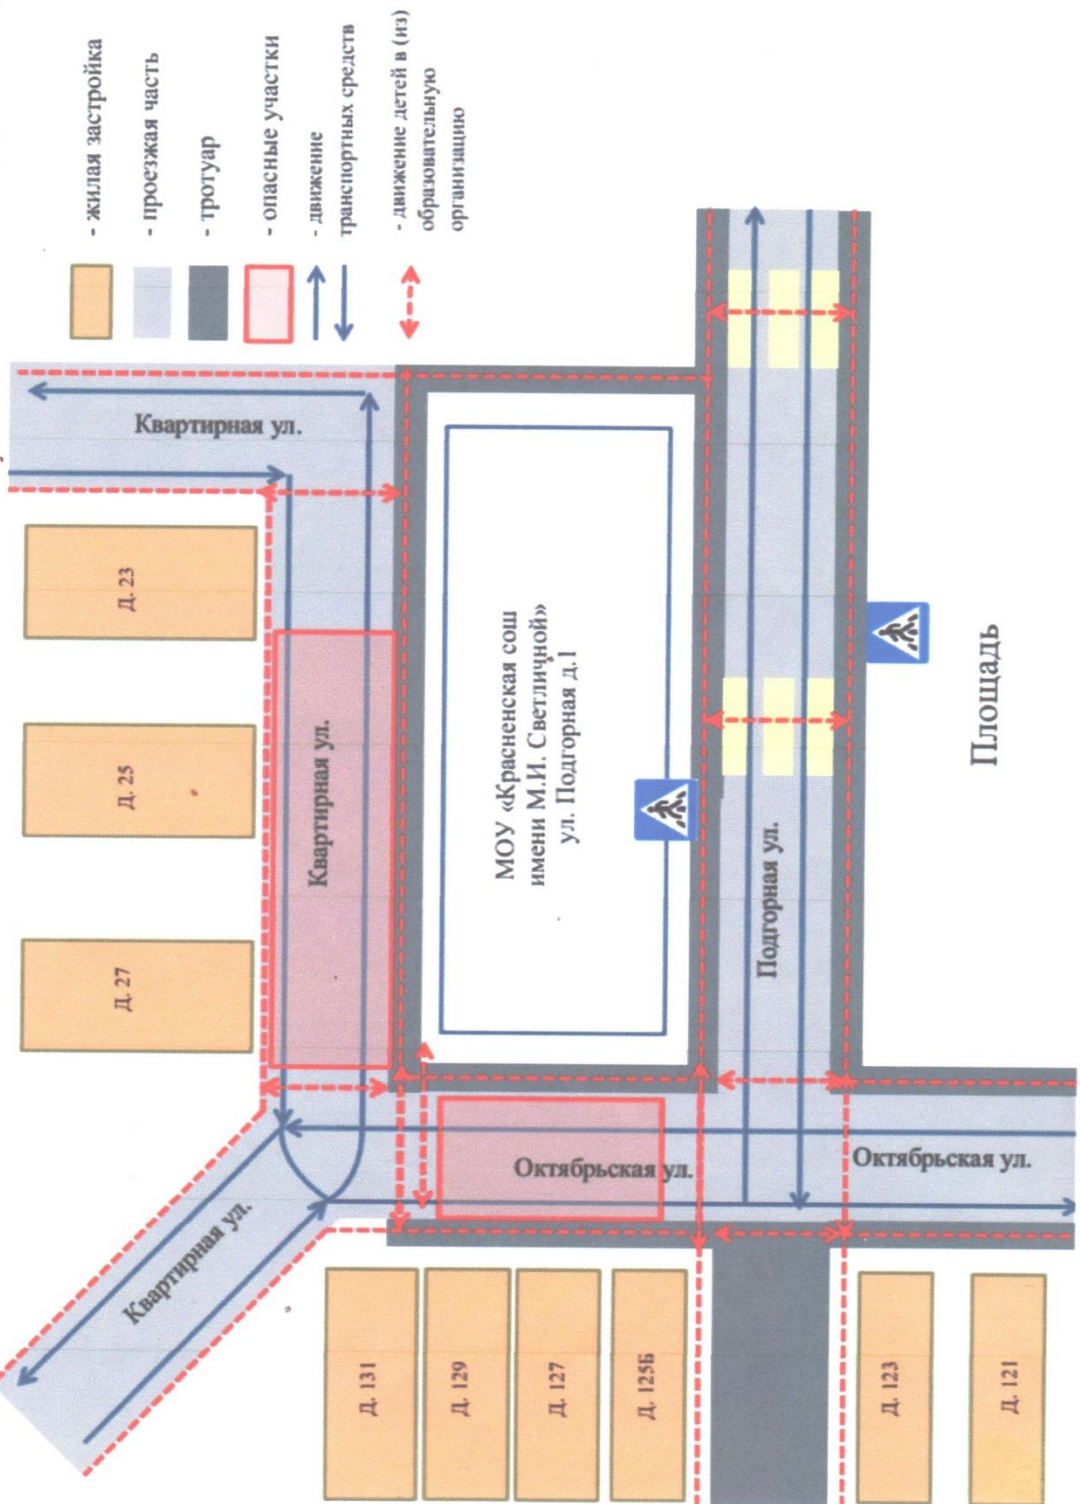 - жилая застройка
- проезжая часть
- тротуар
- опасные участки
- движение
транспортных средств
- движение детей в (из)
образовательную
организацию
Квартирная ул.
Д. 23
Д. 25
Д. 27
Квартирная ул.
Квартирная ул.
МОУ «Красненская сош
имени М.И. Светличной»
ул. Подгорная д.1
Подгорная ул.
Площадь
Октябрьская ул.
Октябрьская ул.
Д. 131
Д. 129
Д. 127
Д. 125Б
Д. 123
Д. 121